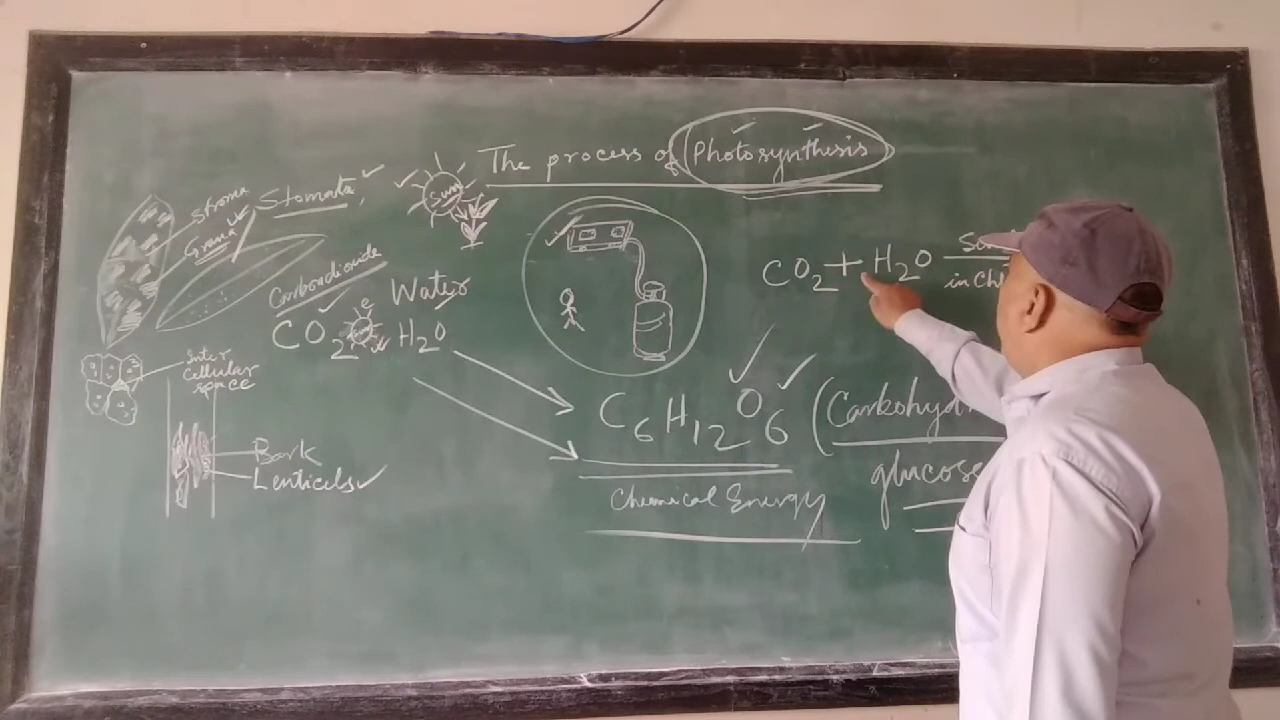 The process of Photosynthesis
Stroma
Grana
Stomata
Sun
Carbondioxide
Water
CO2 H2O
Inter
Cellular
space
Bark
Lenticels
CO2 + H2O
in
C6H12O6 (Carbohyd
glucose
Chemical Energy